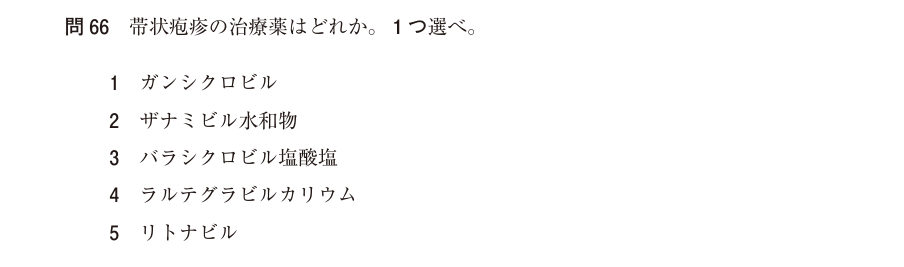 問 66 帯状疱疹の治療薬はどれか。1つ選べ。
1 ガンシクロビル
2 ザナミビル水和物
3 バラシクロビル塩酸塩
4 ラルテグラビルカリウム
5 リトナビル